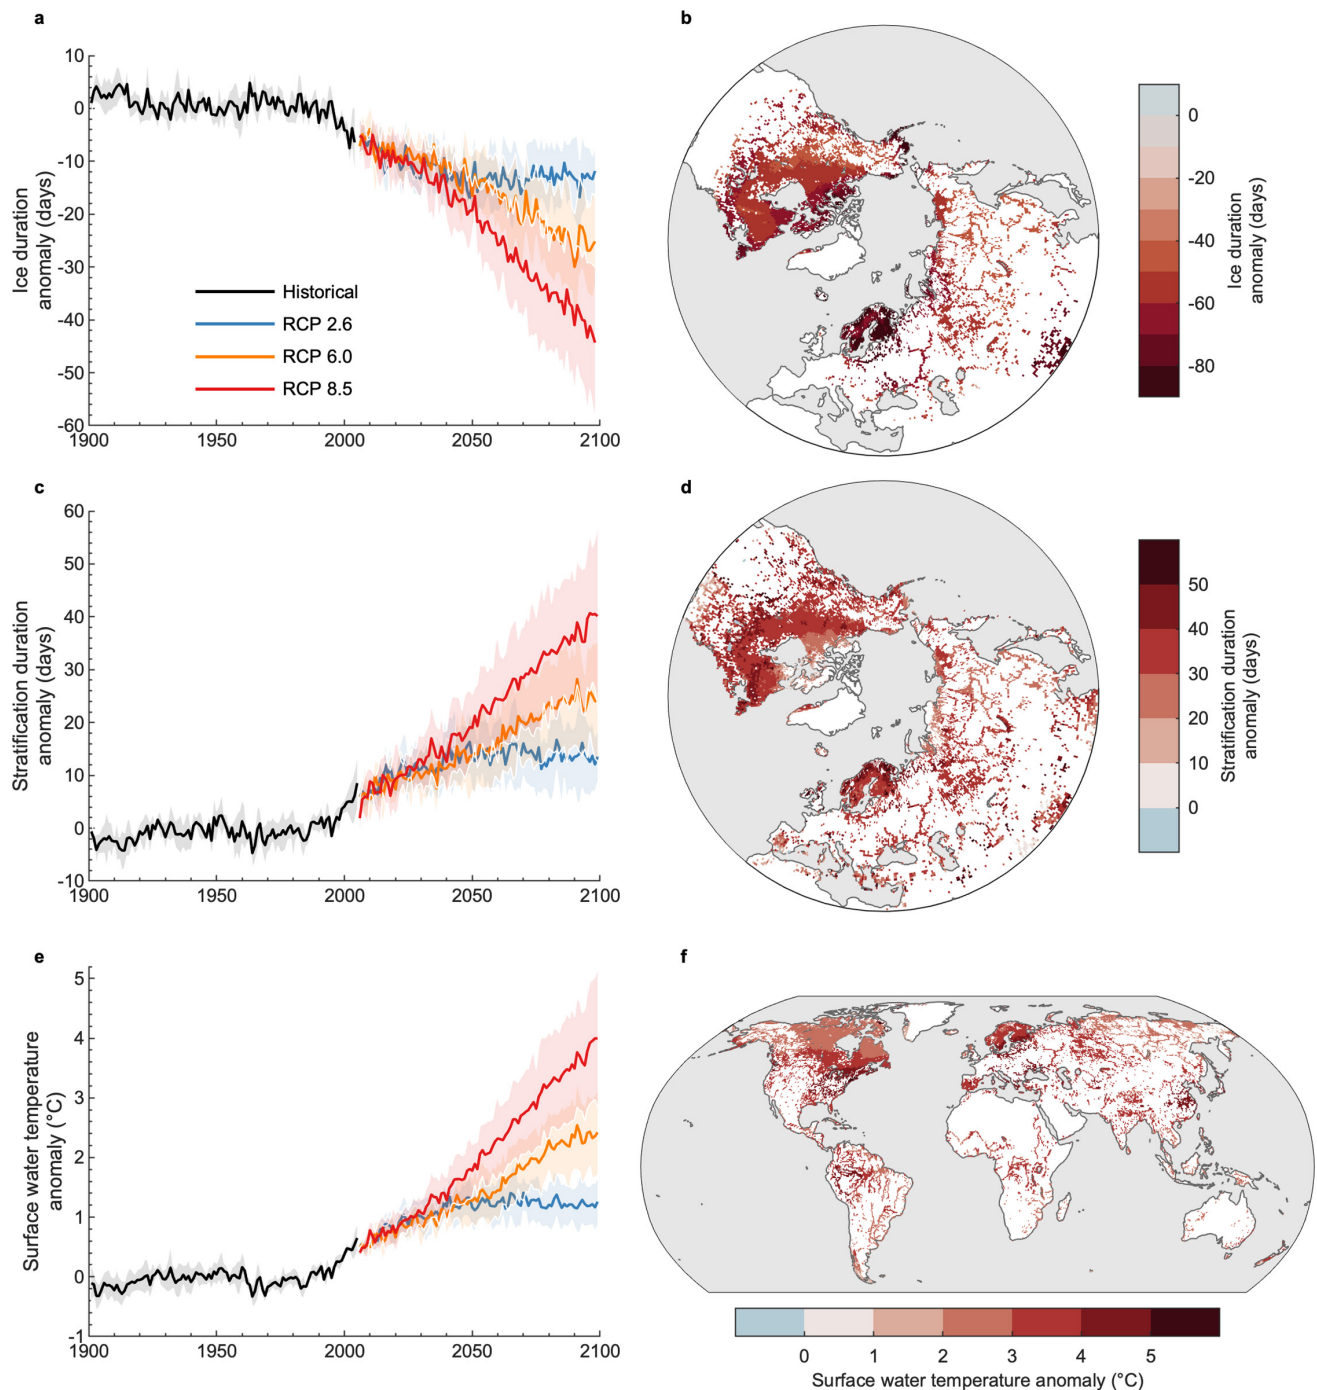 a
10
0
-10
-20
-30
-40
-50
-60
1900
1950
2000
2050
2100
Ice duration
anomaly (days)
Historical
RCP 2.6
RCP 6.0
RCP 8.5
b
0
-20
-40
-60
-80
Ice duration
anomaly (days)
c
60
50
40
30
20
10
0
-10
1900
1950
2000
2050
2100
Stratification duration
anomaly (days)
d
50
40
30
20
10
0
Stratification duration
anomaly (days)
e
5
4
3
2
1
0
-1
1900
1950
2000
2050
2100
Surface water temperature
anomaly (°C)
f
0
1
2
3
4
5
Surface water temperature anomaly (°C)